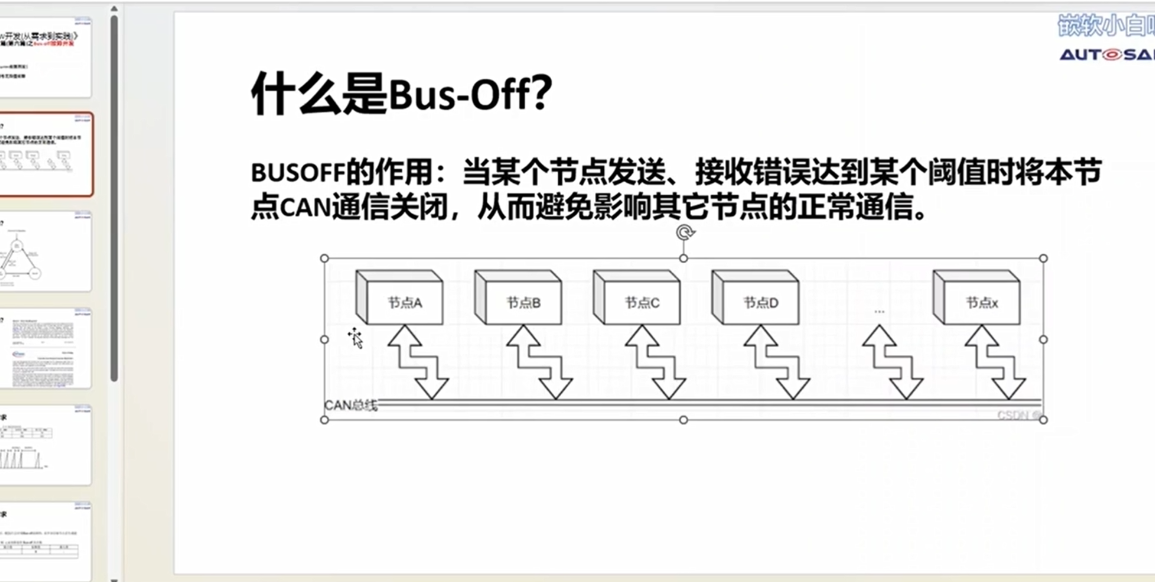 嵌软小白
AUTOSA
什么是Bus-Off？
BUSOFF的作用：当某个节点发送、接收错误达到某个阈值时将本节
点CAN通信关闭，从而避免影响其它节点的正常通信。
节点A
节点B
节点C
节点D
...
节点x
CAN总线
CSDN @